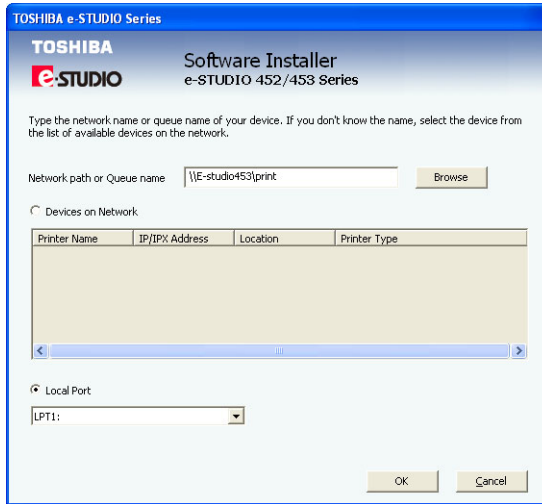 TOSHIBA e-STUDIO Series
TOSHIBA
e-STUDIO
Software Installer
e-STUDIO 452/453 Series
Type the network name or queue name of your device. If you don't know the name, select the device from
the list of available devices on the network.
Network path or Queue name \\E-studio453\print Browse
Devices on Network
Printer Name IP/IPX Address Location Printer Type
Local Port
LPT1:
OK Cancel